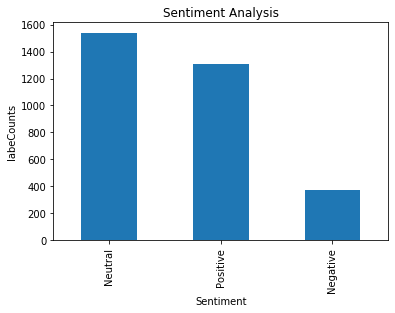 Sentiment Analysis
1600
1400
1200
1000
800
600
400
200
0
labeCounts
Neutral
Positive
Negative
Sentiment